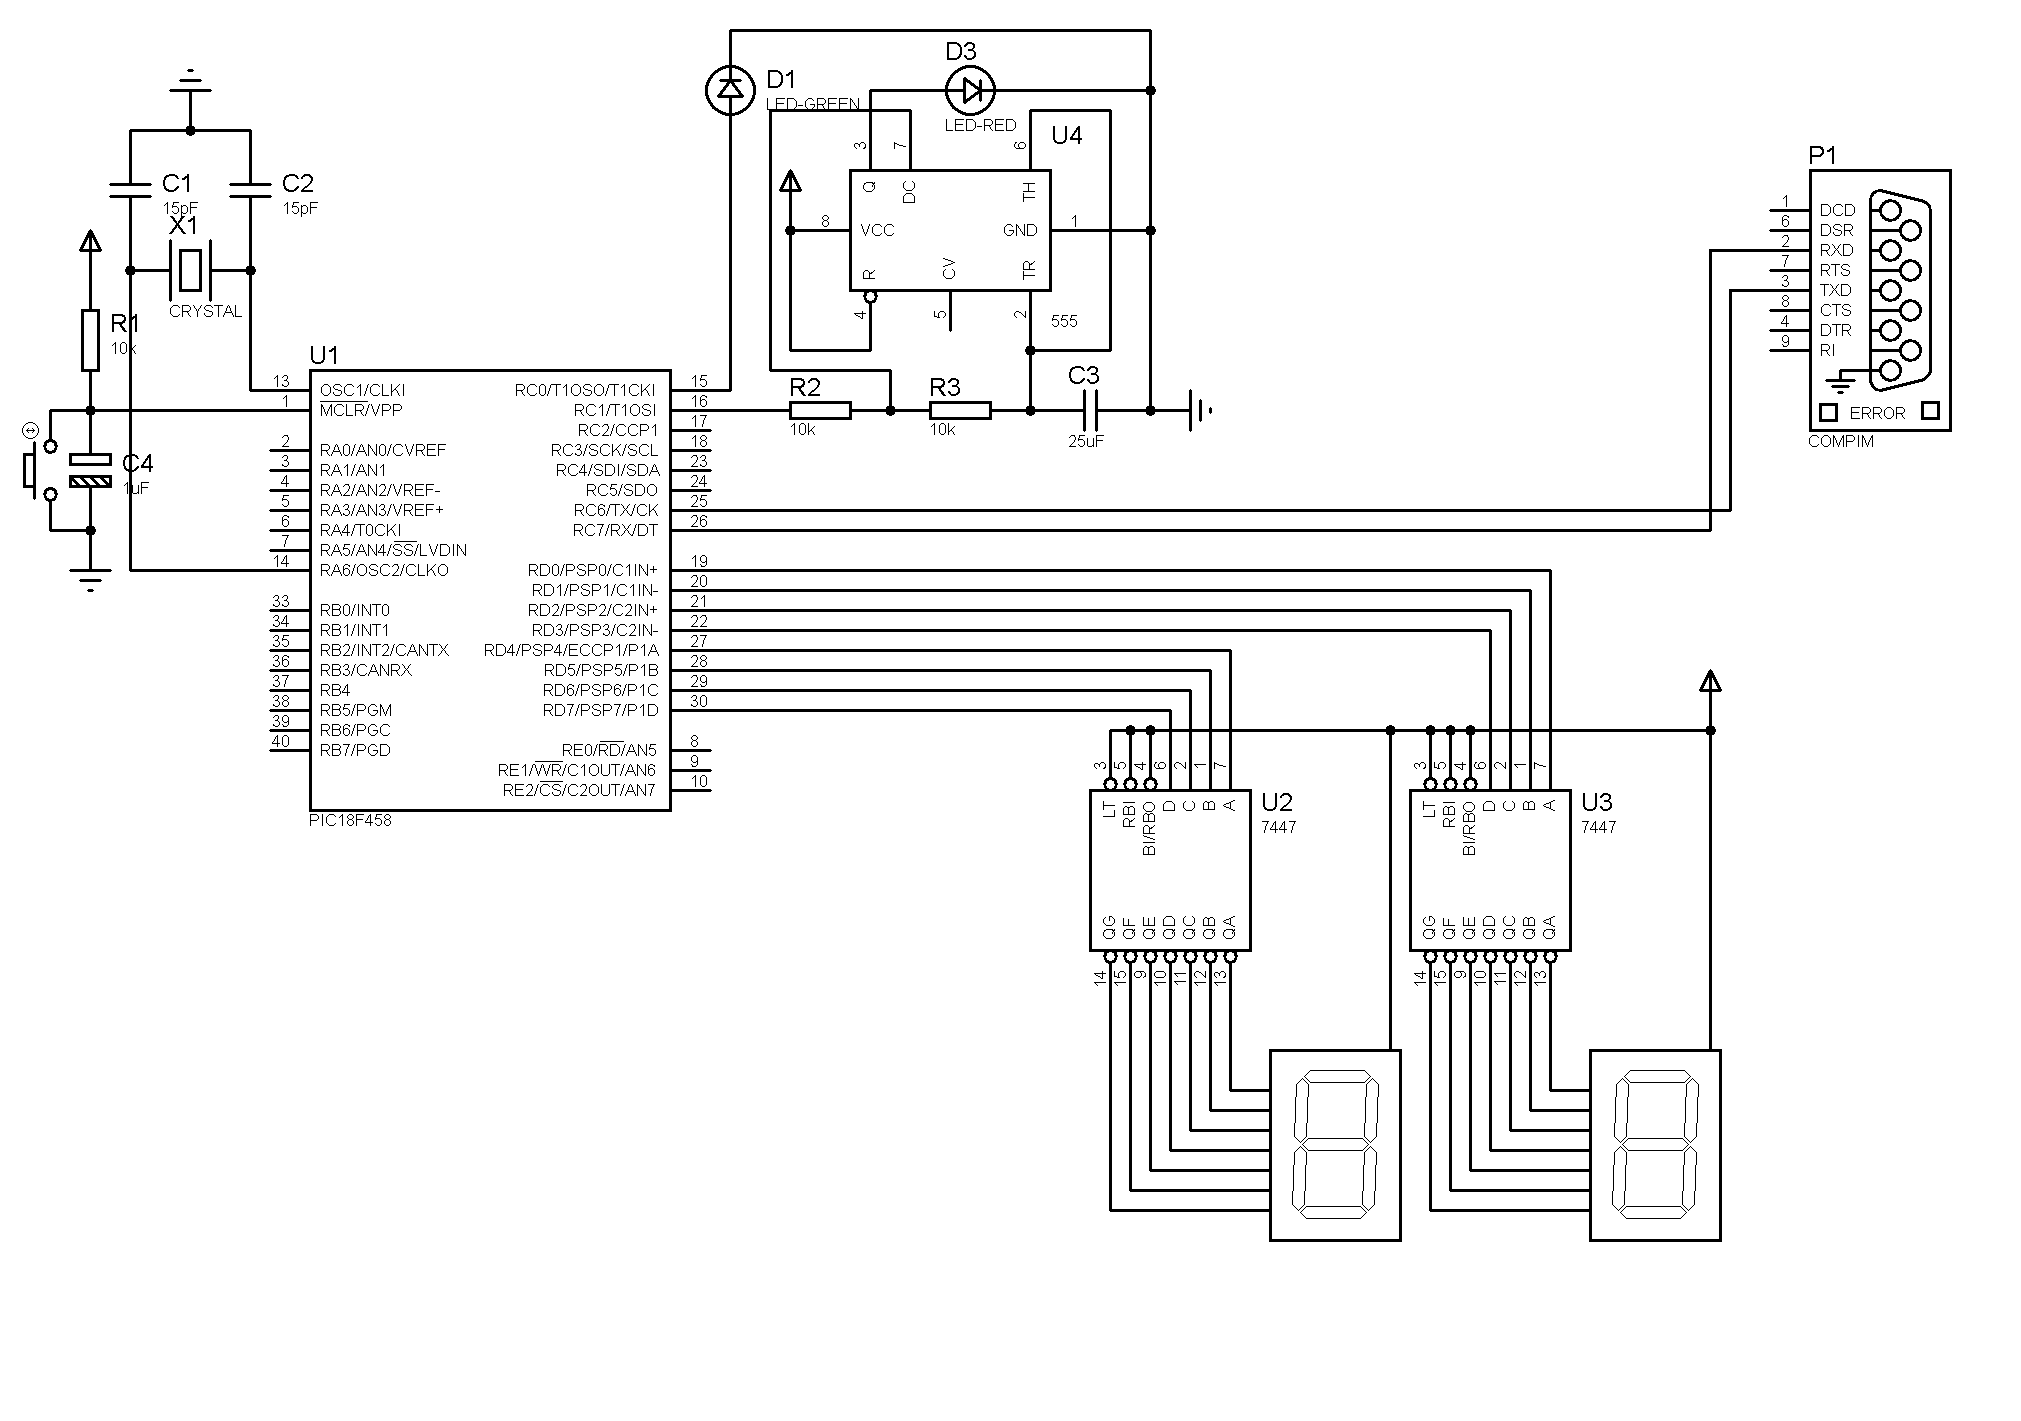 C1
15pF
C2
15pF
X1
CRYSTAL
R1
10k
C4
1uF
U1
13
OSC1/CLKI
1
MCLR/VPP
2
RA0/AN0/CVREF
3
RA1/AN1
4
RA2/AN2/VREF-
5
RA3/AN3/VREF+
6
RA4/T0CKI
7
RA5/AN4/SS/LVDIN
14
RA6/OSC2/CLKO
33
RB0/INT0
34
RB1/INT1
35
RB2/INT2/CANTX
36
RB3/CANRX
37
RB4
38
RB5/PGM
39
RB6/PGC
40
RB7/PGD
RC0/T1OSO/T1CKI
15
RC1/T1OSI
16
RC2/CCP1
17
RC3/SCK/SCL
18
RC4/SDI/SDA
23
RC5/SDO
24
RC6/TX/CK
25
RC7/RX/DT
26
RD0/PSP0/C1IN+
19
RD1/PSP1/C1IN-
20
RD2/PSP2/C2IN+
21
RD3/PSP3/C2IN-
22
RD4/PSP4/ECCP1/P1A
27
RD5/PSP5/P1B
28
RD6/PSP6/P1C
29
RD7/PSP7/P1D
30
RE0/RD/AN5
8
RE1/WR/C1OUT/AN6
9
RE2/CS/C2OUT/AN7
10
PIC18F458
D1
LED-GREEN
D3
LED-RED
U4
3
7
6
Q
DC
TH
8
VCC
GND
1
R
CV
TR
4
5
2
555
R2
10k
R3
10k
C3
25uF
P1
1
DCD
6
DSR
2
RXD
7
RTS
3
TXD
8
CTS
4
DTR
9
RI
ERROR
COMPIM
3
5
4
6
2
1
7
LT
RBI
BI/RBO
D
C
B
A
U2
7447
QG
QF
QE
QD
QC
QB
QA
14
15
9
10
11
12
13
3
5
4
6
2
1
7
LT
RBI
BI/RBO
D
C
B
A
U3
7447
QG
QF
QE
QD
QC
QB
QA
14
15
9
10
11
12
13